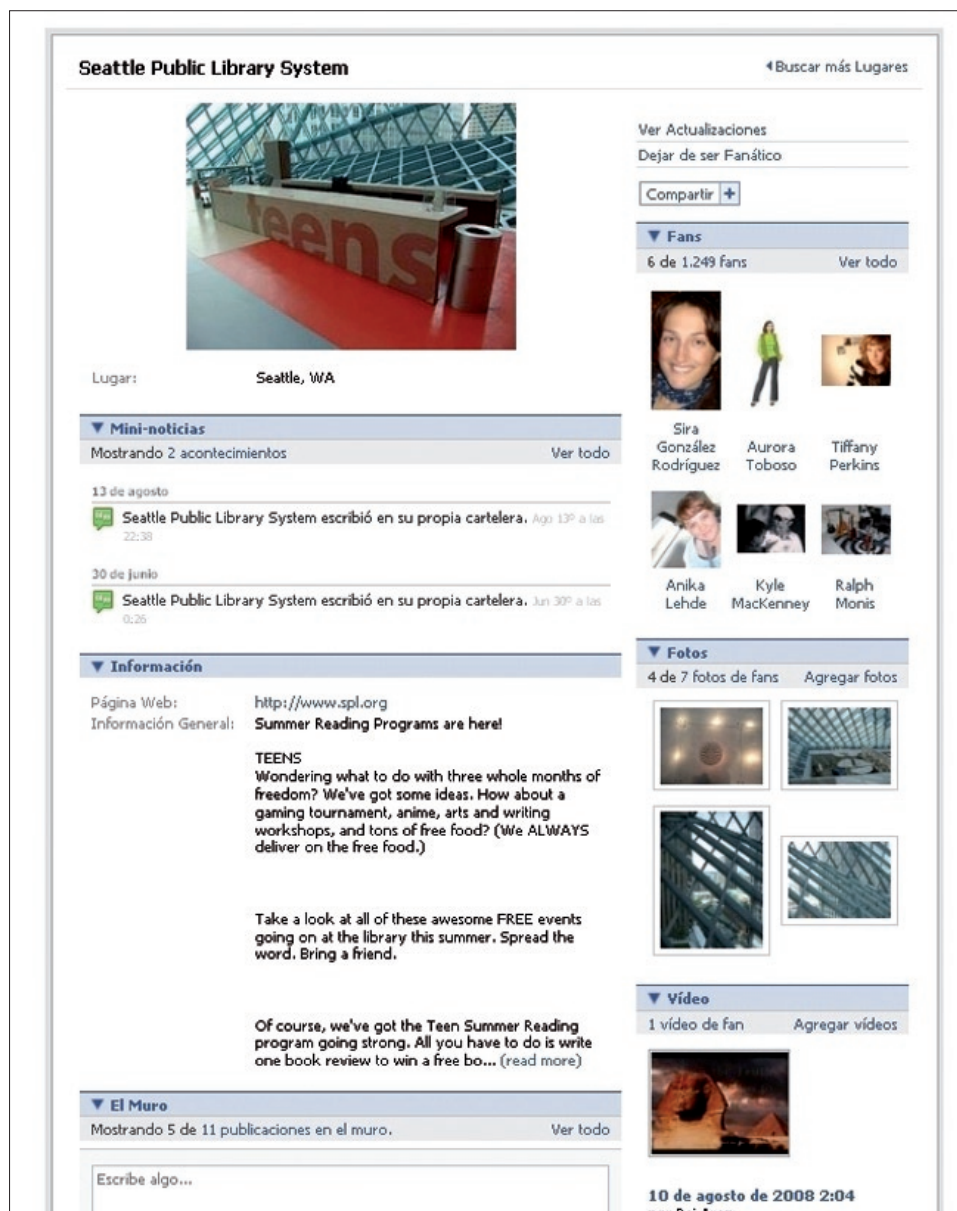 Seattle Public Library System
◄Buscar más Lugares
teens
Lugar: Seattle, WA
▼ Mini-noticias
Mostrando 2 acontecimientos Ver todo
13 de agosto
Seattle Public Library System escribió en su propia cartelera. Ago 13º a las
22:38
30 de junio
Seattle Public Library System escribió en su propia cartelera. Jun 30º a las
0:26
▼ Información
Página Web: http://www.spl.org
Información General: Summer Reading Programs are here!
TEENS
Wondering what to do with three whole months of
freedom? We've got some ideas. How about a
gaming tournament, anime, arts and writing
workshops, and tons of free food? (We ALWAYS
deliver on the free food.)
Take a look at all of these awesome FREE events
going on at the library this summer. Spread the
word. Bring a friend.
Of course, we've got the Teen Summer Reading
program going strong. All you have to do is write
one book review to win a free bo... (read more)
▼ El Muro
Mostrando 5 de 11 publicaciones en el muro. Ver todo
Escribe algo...
Ver Actualizaciones
Dejar de ser Fanático
Compartir +
▼ Fans
6 de 1.249 fans Ver todo
Sira
González
Rodríguez
Aurora
Toboso
Tiffany
Perkins
Anika
Lehde
Kyle
MacKenney
Ralph
Monis
▼ Fotos
4 de 7 fotos de fans Agregar fotos
▼ Vídeo
1 vídeo de fan Agregar vídeos
10 de agosto de 2008 2:04